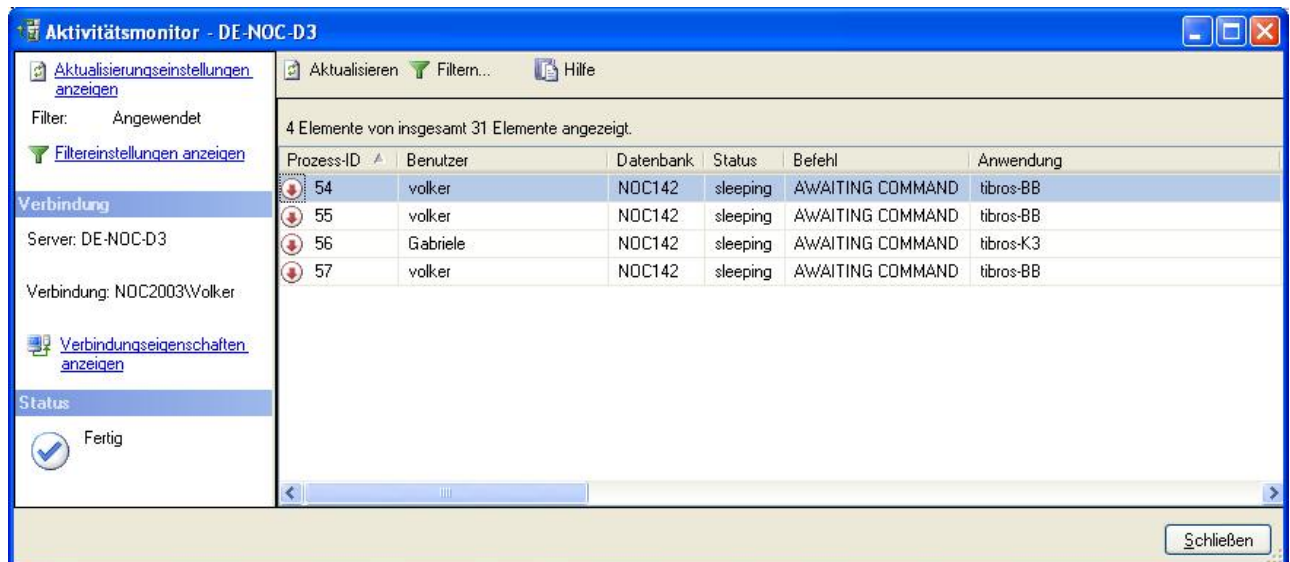 Aktivitätsmonitor - DE-NOC-D3
Aktualisierungseinstellungen
anzeigen
Filter: Angewendet
Filtereinstellungen anzeigen
Verbindung
Server: DE-NOC-D3
Verbindung: NOC2003\Volker
Verbindungseigenschaften
anzeigen
Status
Fertig
Aktualisieren Filtern... Hilfe
4 Elemente von insgesamt 31 Elemente angezeigt.
Prozess-ID Benutzer Datenbank Status Befehl Anwendung
54 volker NOC142 sleeping AWAITING COMMAND tibros-BB
55 volker NOC142 sleeping AWAITING COMMAND tibros-BB
56 Gabriele NOC142 sleeping AWAITING COMMAND tibros-K3
57 volker NOC142 sleeping AWAITING COMMAND tibros-BB
Schließen